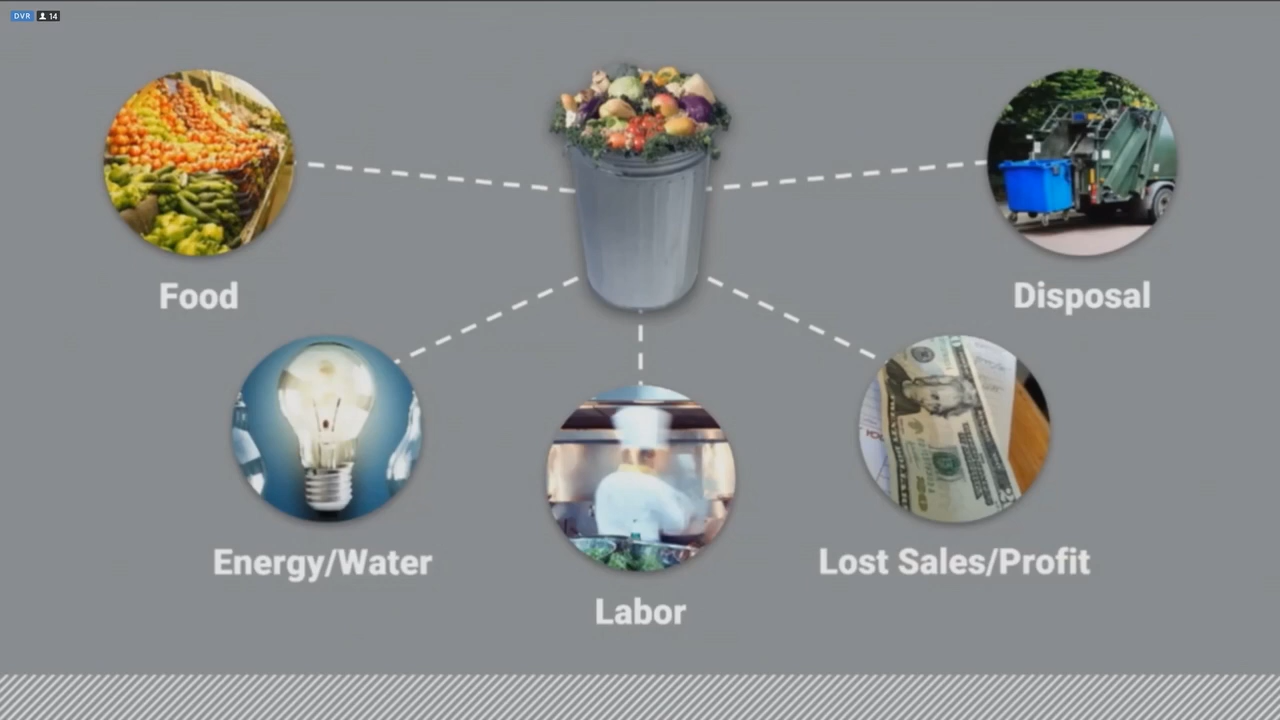 DVR 14
Food
Disposal
Energy/Water
Lost Sales/Profit
Labor